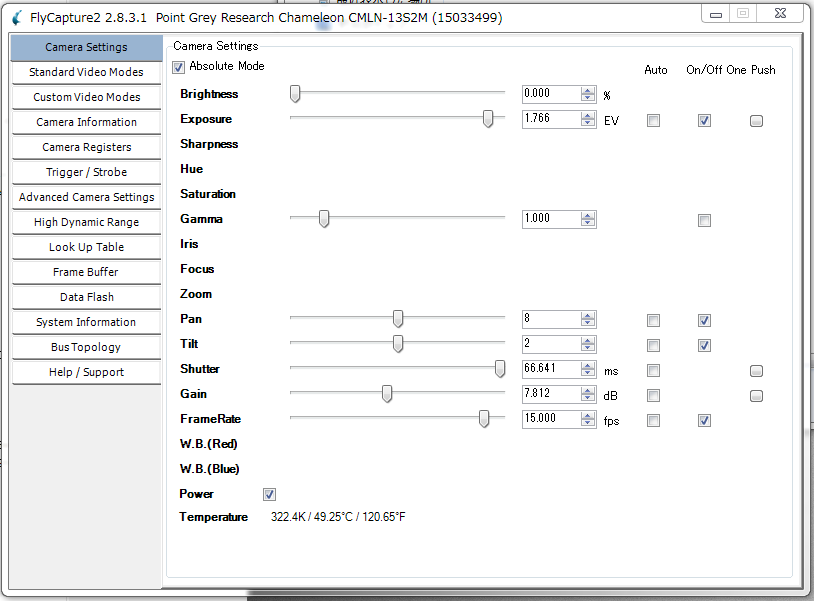 FlyCapture2 2.8.3.1 Point Grey Research Chameleon CMLN-13S2M (15033499)
Camera Settings
Standard Video Modes
Custom Video Modes
Camera Information
Camera Registers
Trigger / Strobe
Advanced Camera Settings
High Dynamic Range
Look Up Table
Frame Buffer
Data Flash
System Information
Bus Topology
Help / Support
Camera Settings
Absolute Mode
Auto On/Off One Push
Brightness 0.000 %
Exposure 1.766 EV
Sharpness
Hue
Saturation
Gamma 1.000
Iris
Focus
Zoom
Pan 8
Tilt 2
Shutter 66.641 ms
Gain 7.812 dB
FrameRate 15.000 fps
W.B.(Red)
W.B.(Blue)
Power
Temperature 322.4K / 49.25°C / 120.65°F